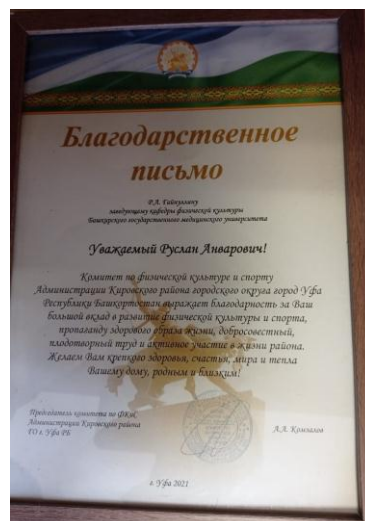 Благодарственное
письмо
Р.А. Гайнуллину
заведующему кафедры физической культуры
Башкирского государственного медицинского университета
Уважаемый Руслан Анварович!
Комитет по физической культуре и спорту
Администрации Кировского района городского округа город Уфа
Республики Башкортостан выражает благодарность за Ваш
большой вклад в развитие физической культуры и спорта,
пропаганду здорового образа жизни, добросовестный,
плодотворный труд и активное участие в жизни района.
Желаем Вам крепкого здоровья, счастья, мира и тепла
Вашему дому, родным и близким!
Председатель комитета по ФКиС
Администрации Кировского района
ГО г. Уфа РБ
А.А.
г. Уфа 2021